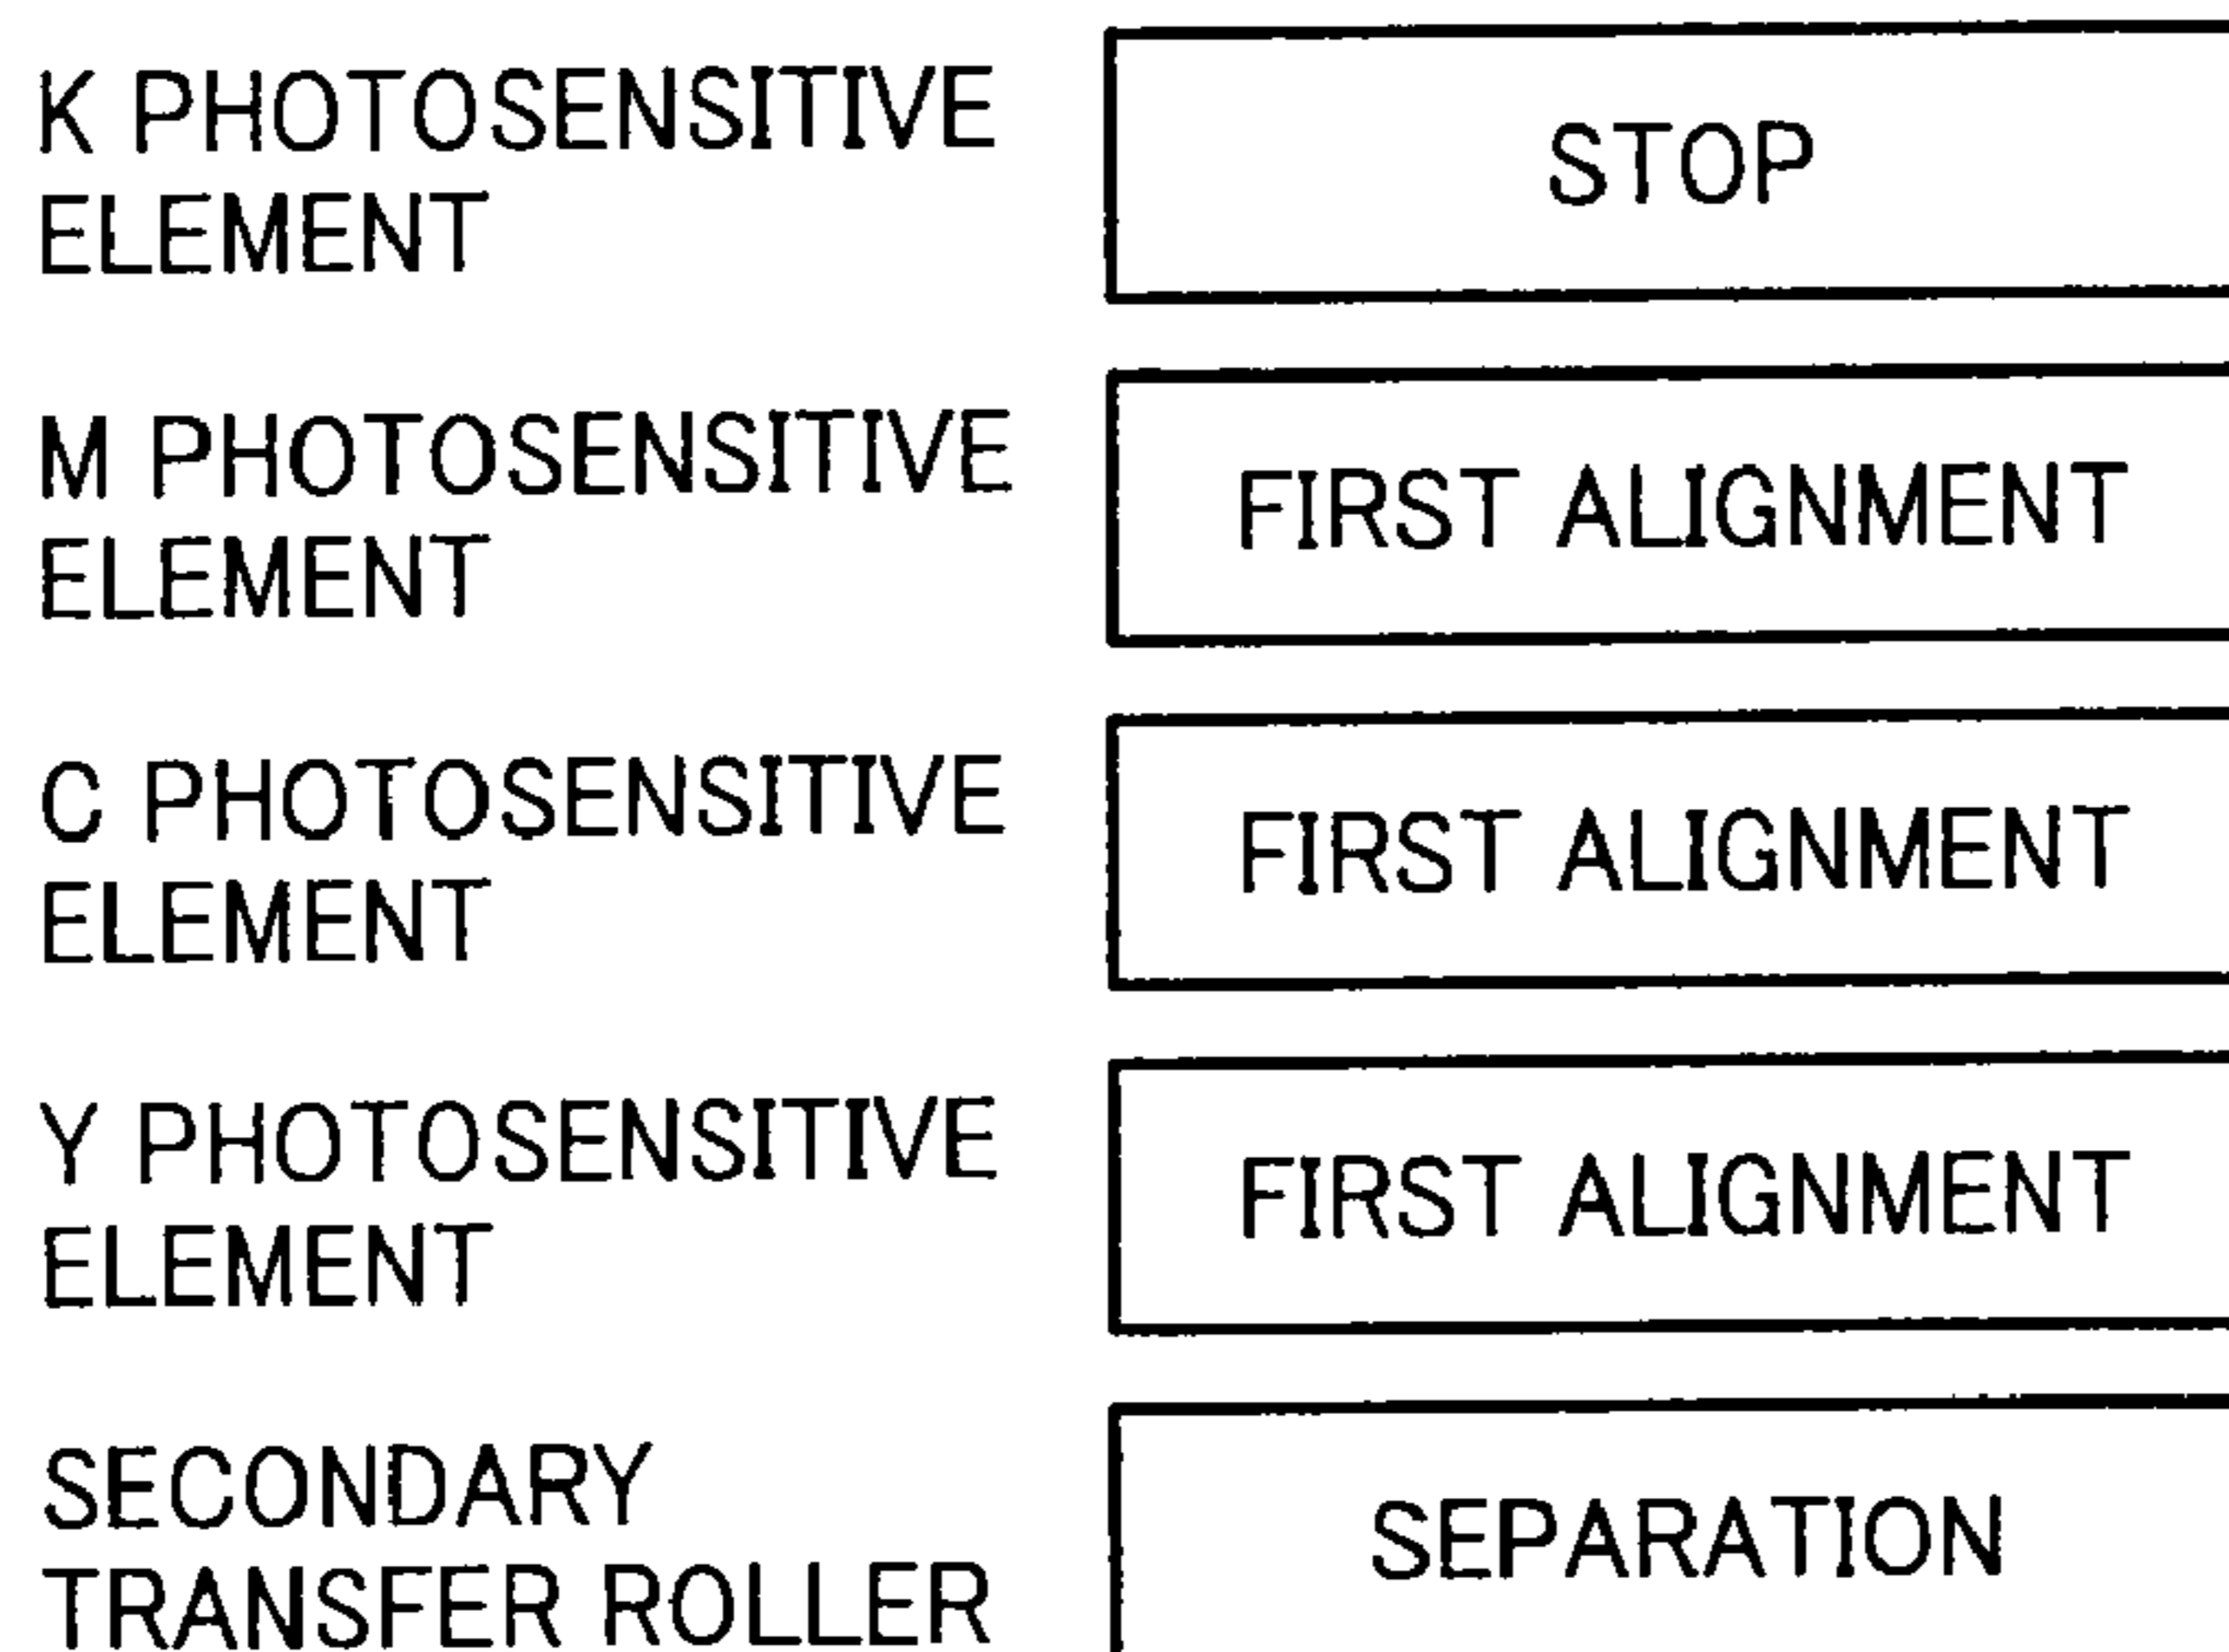 K PHOTOSENSITIVE
ELEMENT
STOP
M PHOTOSENSITIVE
ELEMENT
FIRST ALIGNMENT
C PHOTOSENSITIVE
ELEMENT
FIRST ALIGNMENT
Y PHOTOSENSITIVE
ELEMENT
FIRST ALIGNMENT
SECONDARY
TRANSFER ROLLER
SEPARATION